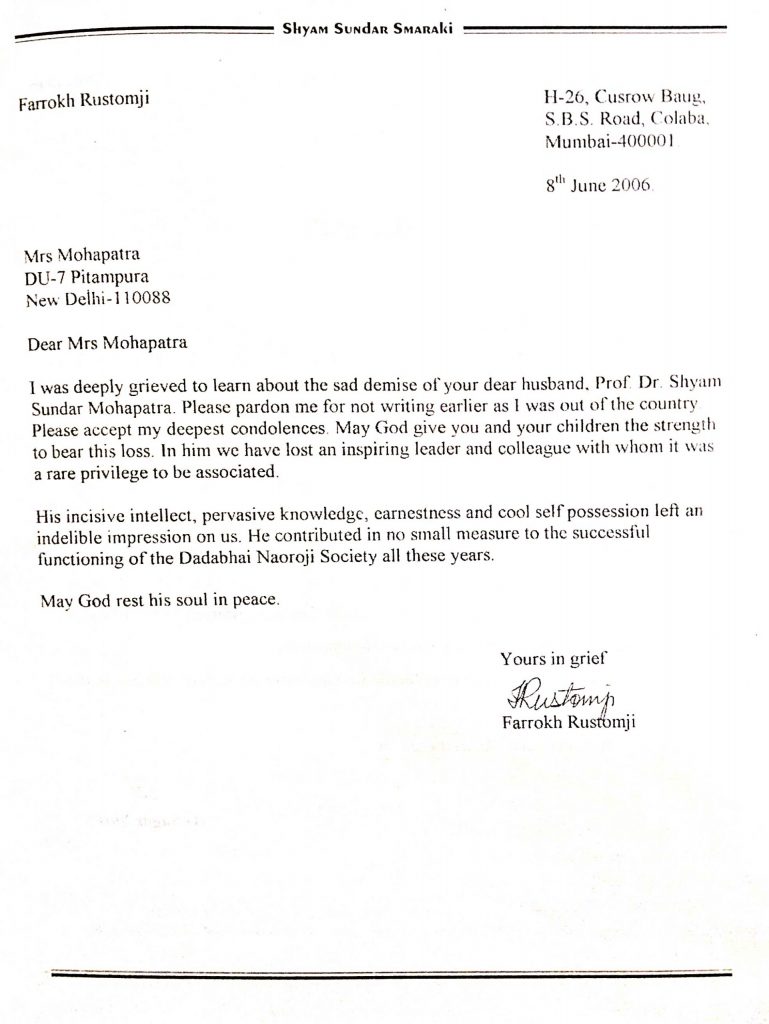 SHYAM SUNDAR SMARAKI
Farrokh Rustomji
H-26, Cusrow Baug,
S.B.S. Road, Colaba,
Mumbai-400001
8th June 2006
Mrs Mohapatra
DU-7 Pitampura
New Delhi-110088
Dear Mrs Mohapatra
I was deeply grieved to learn about the sad demise of your dear husband, Prof. Dr. Shyam
Sundar Mohapatra. Please pardon me for not writing earlier as I was out of the country.
Please accept my deepest condolences. May God give you and your children the strength
to bear this loss. In him we have lost an inspiring leader and colleague with whom it was
a rare privilege to be associated.
His incisive intellect, pervasive knowledge, earnestness and cool self possession left an
indelible impression on us. He contributed in no small measure to the successful
functioning of the Dadabhai Naoroji Society all these years.
May God rest his soul in peace.
Yours in grief
FRustomji
Farrokh Rustomji